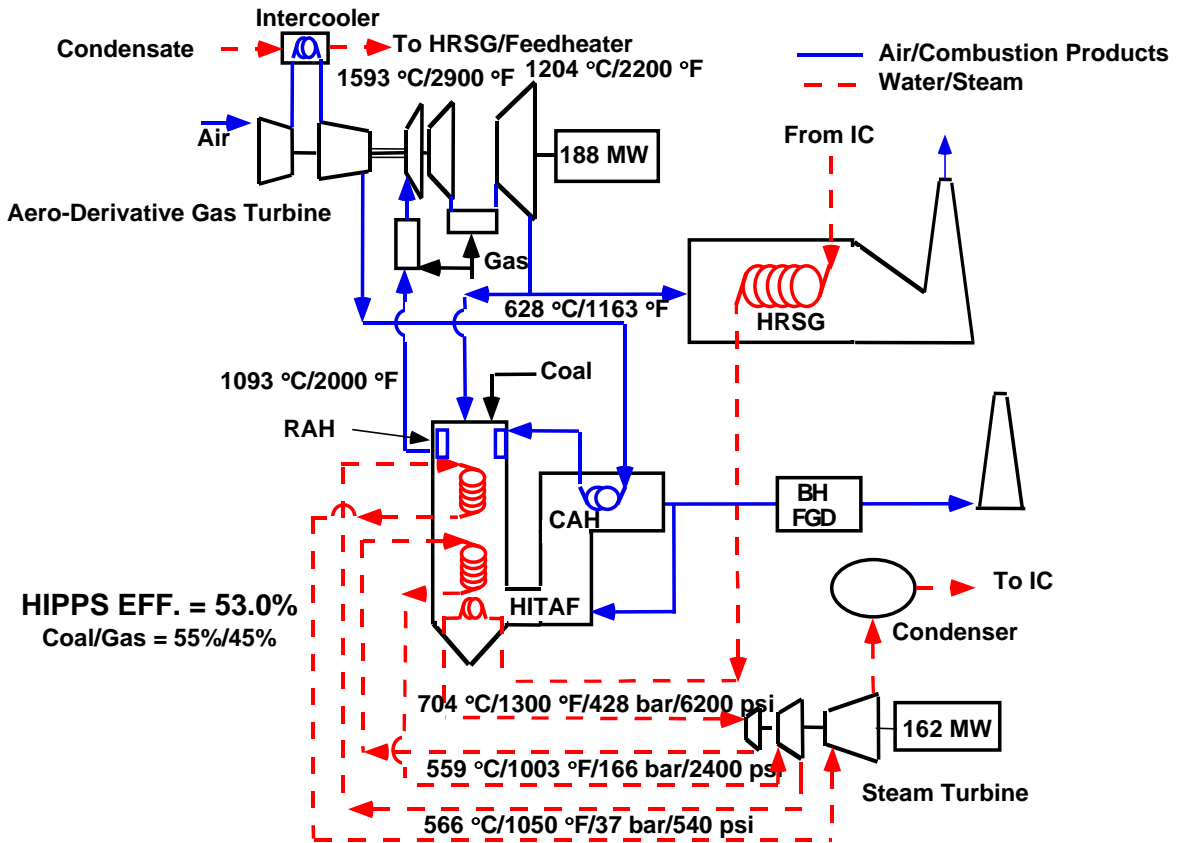 Intercooler
Condensate
To HRSG/Feedheater
Air/Combustion Products
1593 °C/2900 °F
1204 °C/2200 °F
Water/Steam
Air
From IC
188 MW
Aero-Derivative Gas Turbine
Gas
628 °C/1163 °F
HRSG
1093 °C/2000 °F
Coal
RAH
CAH
BH
FGD
HIPPS EFF. = 53.0%
Coal/Gas = 55%/45%
HITAF
To IC
Condenser
704 °C/1300 °F/428 bar/6200 psi
162 MW
559 °C/1003 °F/166 bar/2400 psi
Steam Turbine
566 °C/1050 °F/37 bar/540 psi